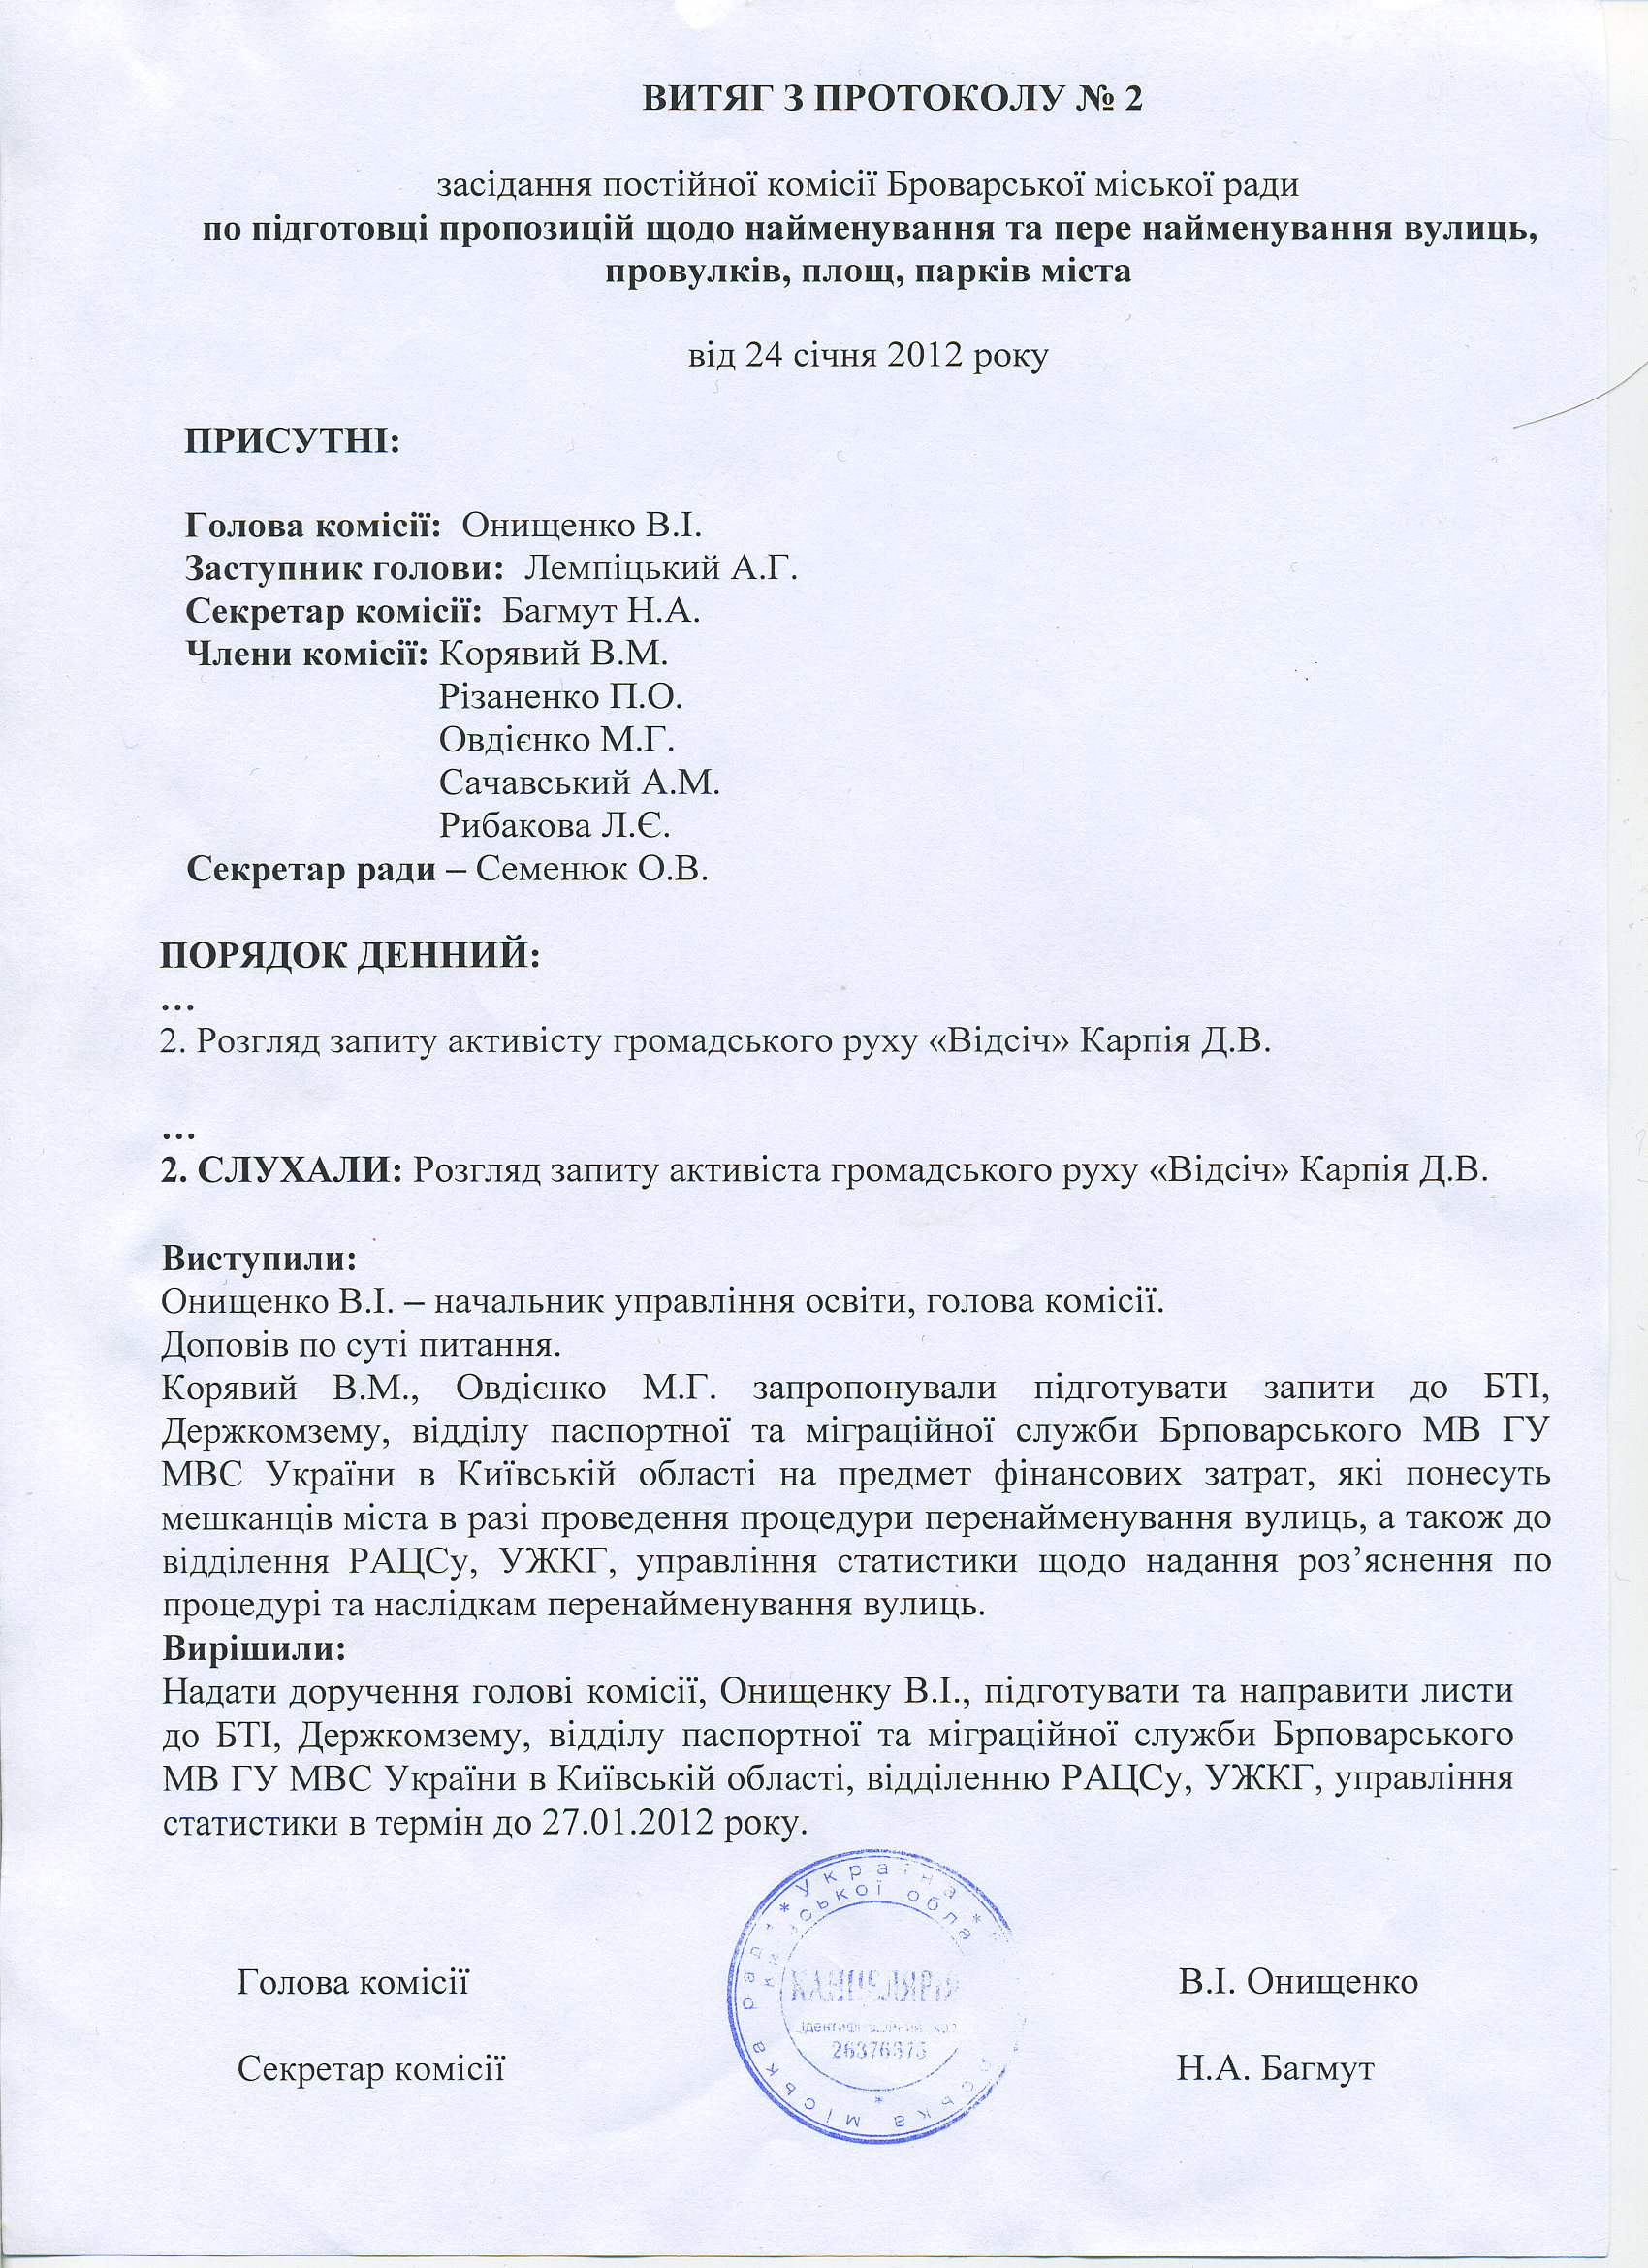 ВИТЯГ З ПРОТОКОЛУ № 2
засідання постійної комісії Броварської міської ради
по підготовці пропозицій щодо найменування та пере найменування вулиць,
провулків, площ, парків міста
від 24 січня 2012 року
ПРИСУТНІ:
Голова комісії: Онищенко В.І.
Заступник голови: Лемпіцький А.Г.
Секретар комісії: Багмут Н.А.
Члени комісії: Корявий В.М.
Різаненко П.О.
Овдієнко М.Г.
Сачавський А.М.
Рибакова Л.Є.
Секретар ради – Семенюк О.В.
ПОРЯДОК ДЕННИЙ:
...
2. Розгляд запиту активісту громадського руху «Відсіч» Карпія Д.В.
...
2. СЛУХАЛИ: Розгляд запиту активіста громадського руху «Відсіч» Карпія Д.В.
Виступили:
Онищенко В.І. – начальник управління освіти, голова комісії.
Доповів по суті питання.
Корявий В.М., Овдієнко М.Г. запропонували підготувати запити до БТІ,
Держкомзему, відділу паспортної та міграційної служби Брповарського МВ ГУ
МВС України в Київській області на предмет фінансових затрат, які понесуть
мешканців міста в разі проведення процедури перенайменування вулиць, а також до
відділення РАЦСу, УЖКГ, управління статистики щодо надання роз’яснення по
процедурі та наслідкам перенайменування вулиць.
Вирішили:
Надати доручення голові комісії, Онищенку В.І., підготувати та направити листи
до БТІ, Держкомзему, відділу паспортної та міграційної служби Брповарського
МВ ГУ МВС України в Київській області, відділенню РАЦСу, УЖКГ, управління
статистики в термін до 27.01.2012 року.
* Україна *
міська рада
КАНЦЕЛЯРІЯ
Голова комісії В.І. Онищенко
Секретар комісії Н.А. Багмут